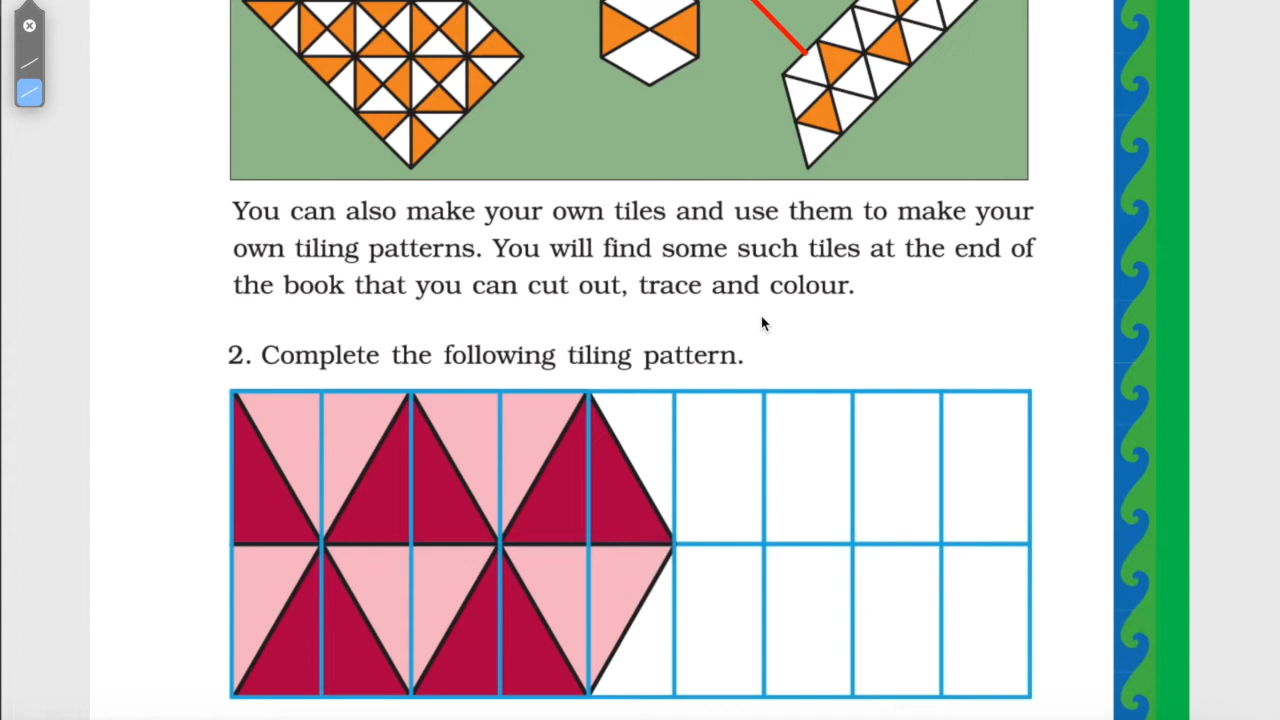 You can also make your own tiles and use them to make your
own tiling patterns. You will find some such tiles at the end of
the book that you can cut out, trace and colour.
2. Complete the following tiling pattern.